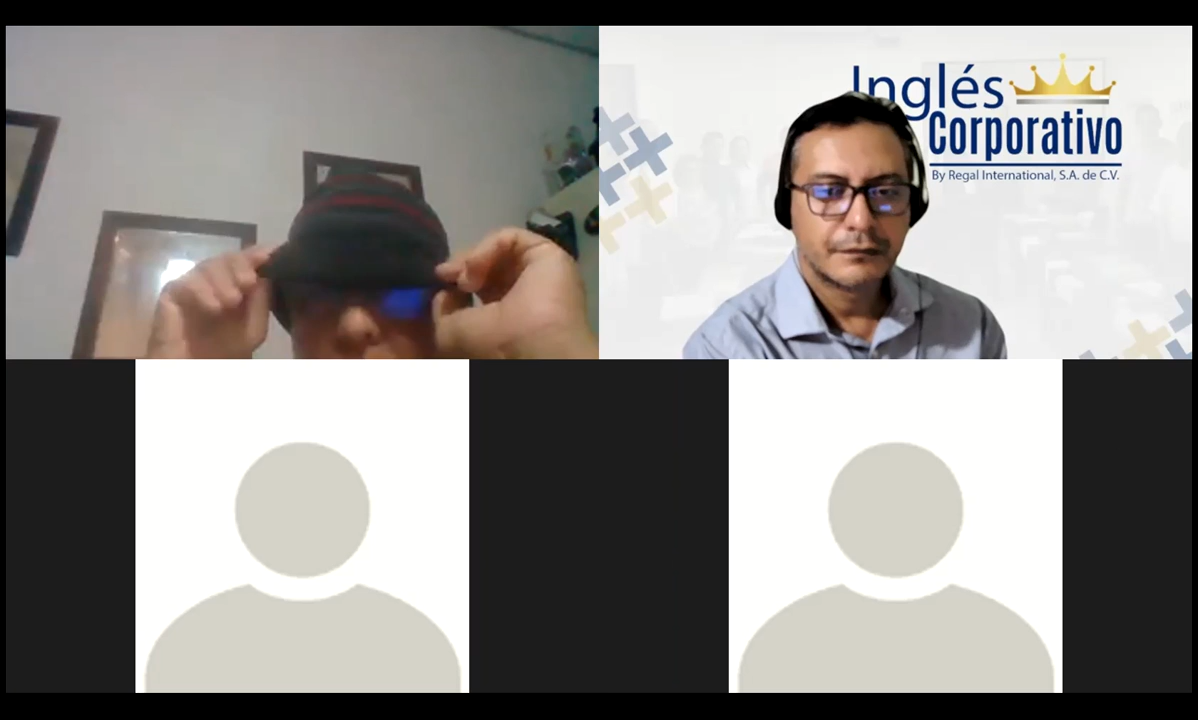 Inglés
Corporativo
By Regal International, S.A. de C.V.